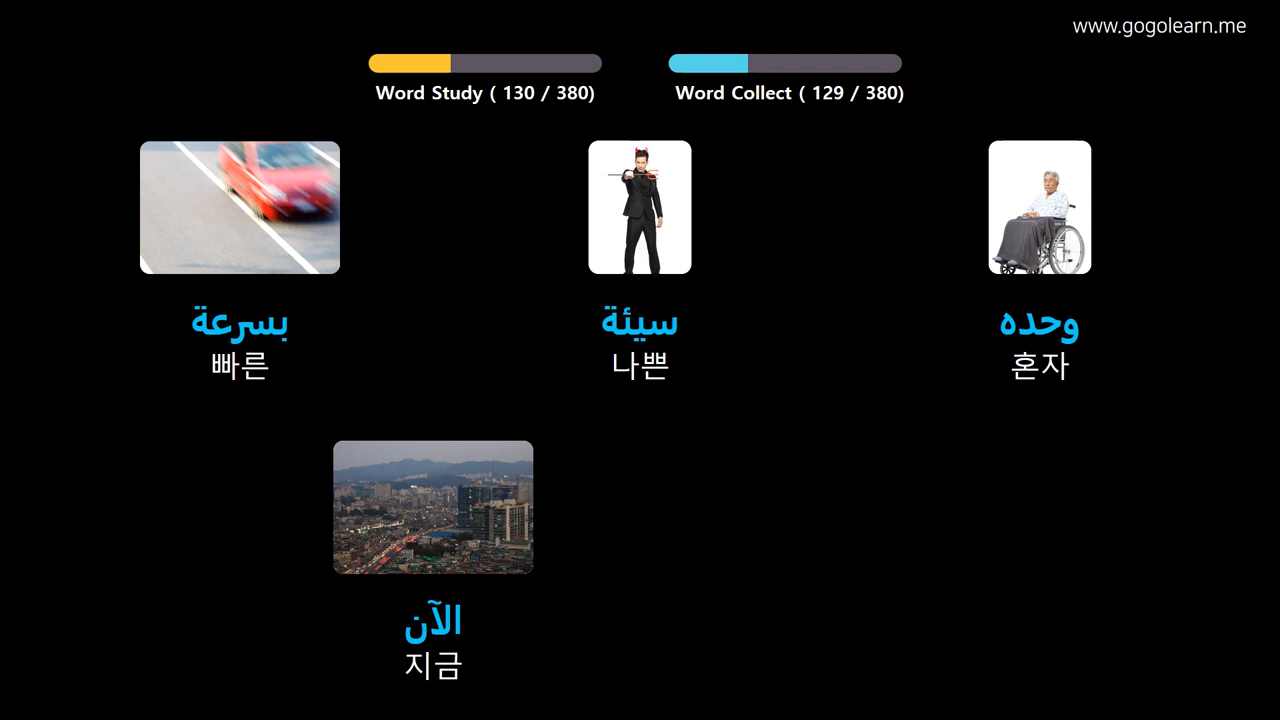 www.gogolearn.me
Word Study ( 130 / 380)
Word Collect ( 129 / 380)
بسرعة
빠른
سيئة
나쁜
وحده
혼자
الآن
지금